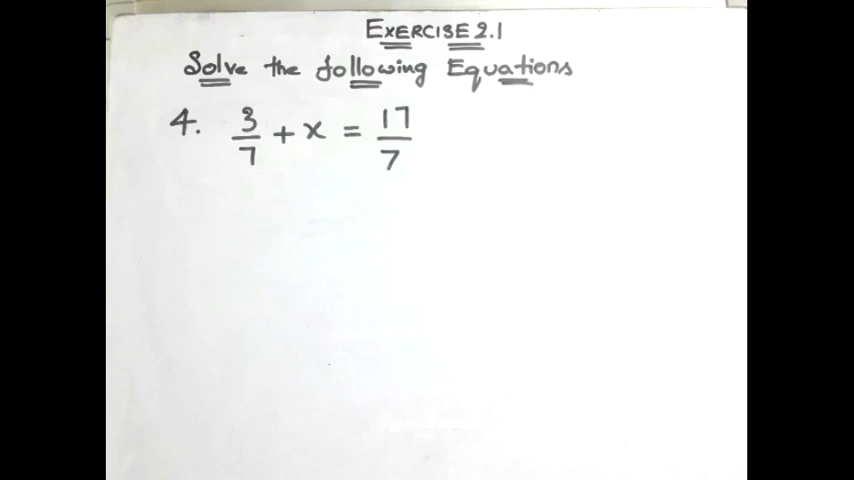 EXERCISE 2.1
Solve the following Equations
4. 3/7 + x = 17/7